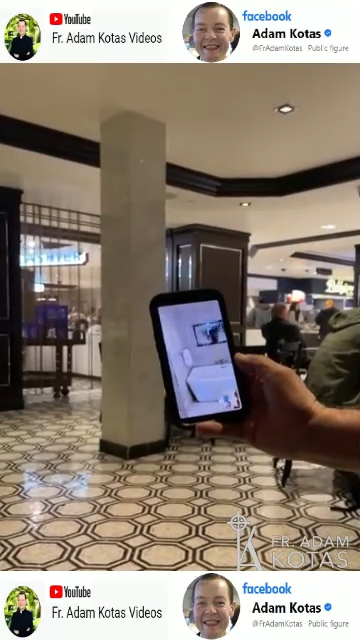 YouTube
Fr. Adam Kotas Videos
facebook
Adam Kotas
@FrAdamKotas · Public figure
FR. ADAM
KOTAS
YouTube
Fr. Adam Kotas Videos
facebook
Adam Kotas
@FrAdamKotas · Public figure